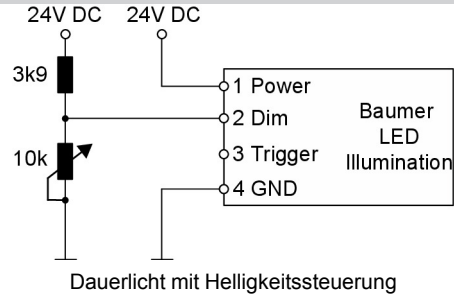 24V DC 24V DC
3k9
10k
1 Power
2 Dim
3 Trigger
4 GND
Baumer
LED
Illumination
Dauerlicht mit Helligkeitssteuerung